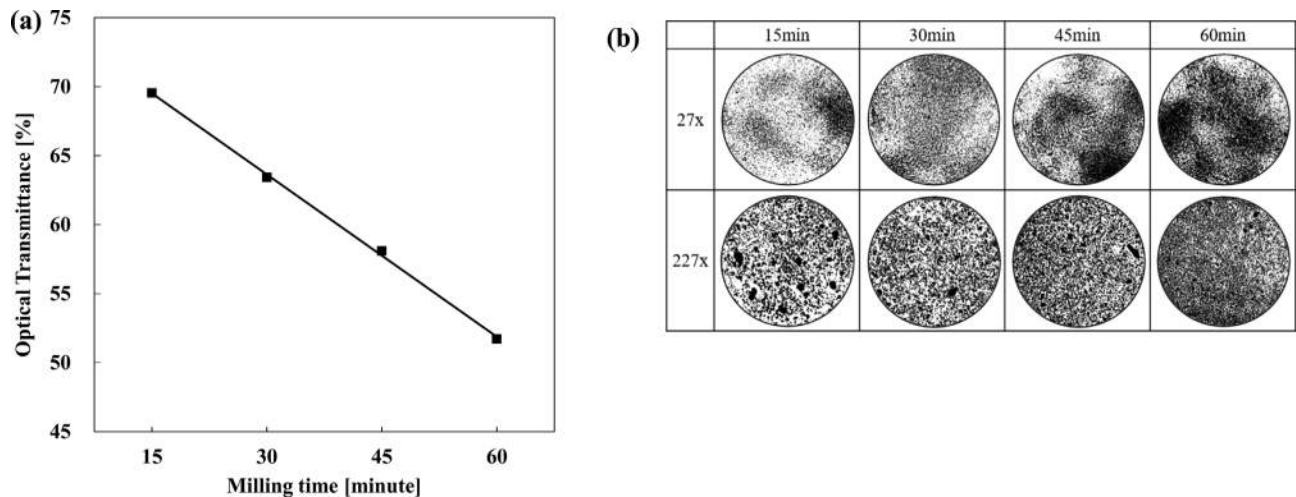 (a)
75
70
65
60
55
50
45
Optical Transmittance [%]
15 30 45 60
Milling time [minute]
(b)
15min 30min 45min 60min
27x
227x